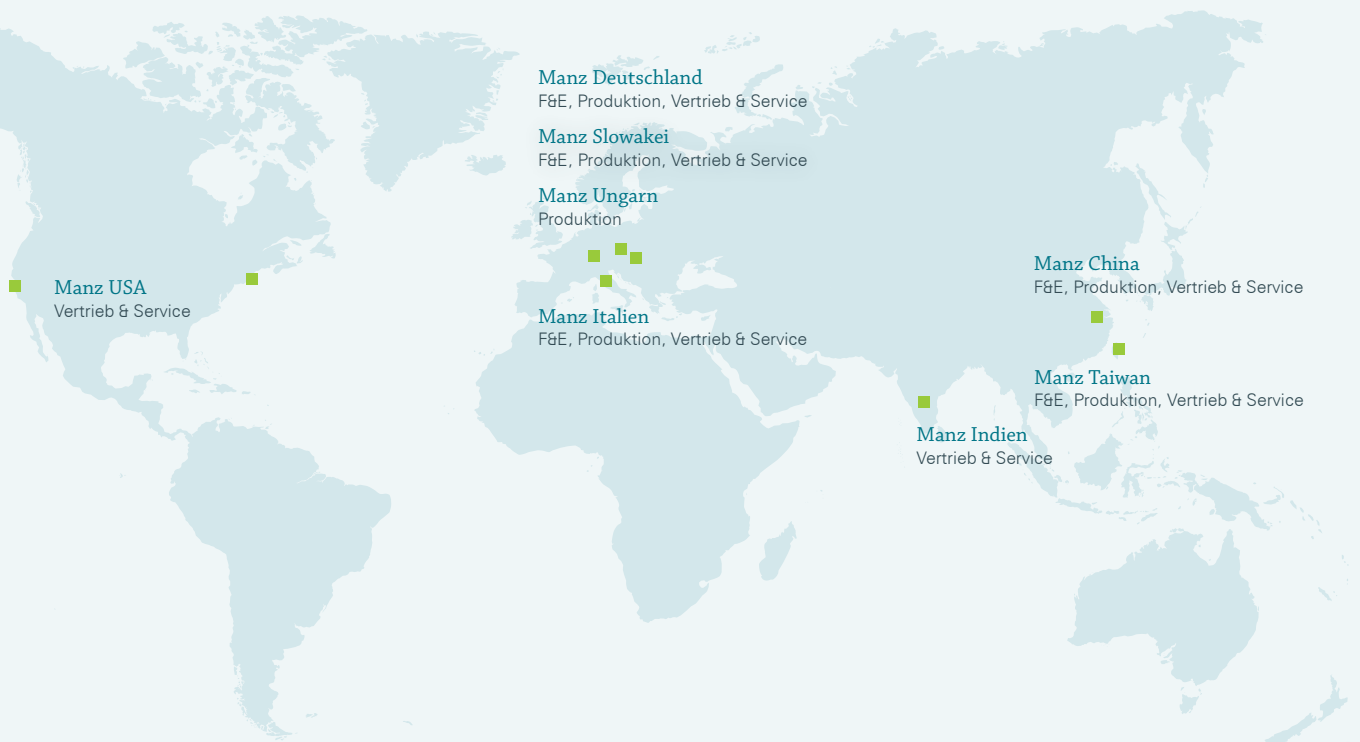 Manz Deutschland
F&E, Produktion, Vertrieb & Service
Manz Slowakei
F&E, Produktion, Vertrieb & Service
Manz Ungarn
Produktion
Manz USA
Vertrieb & Service
Manz Italien
F&E, Produktion, Vertrieb & Service
Manz China
F&E, Produktion, Vertrieb & Service
Manz Taiwan
F&E, Produktion, Vertrieb & Service
Manz Indien
Vertrieb & Service